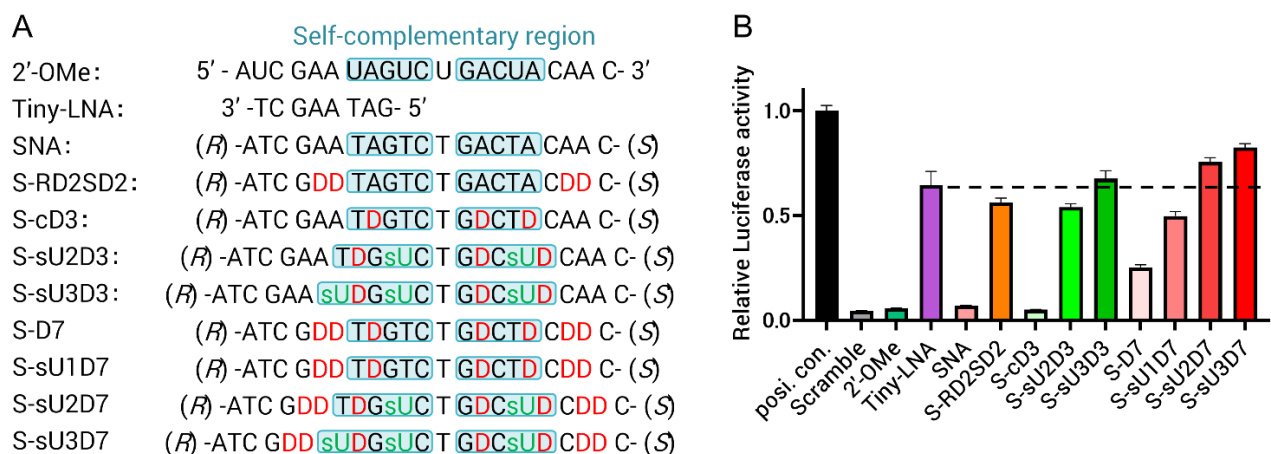 A
Self-complementary region
2'-OMe: 5' - AUC GAA UAGUC U GACUA CAAC- 3'
Tiny-LNA: 3' -TC GAA TAG- 5'
SNA: (R) -ATC GAA TAGTC T GACTA CAA C- (S)
S-RD2SD2: (R) -ATC GDD TAGTC T GACTA CDD C- (S)
S-cD3: (R) -ATC GAA TDGTC T GDCTD CAA C- (S)
S-sU2D3: (R) -ATC GAA TDGsUC T GDCsUD CAA C- (S)
S-sU3D3: (R) -ATC GAA sUDGsUC T GDCsUD CAA C- (S)
S-D7 (R) -ATC GDD TDGTC T GDCTD CDD C- (S)
S-sU1D7 (R) -ATC GDD TDGTC T GDCTD CDD C- (S)
S-sU2D7 (R) -ATC GDD TDGsUC T GDCsUD CDD C- (S)
S-sU3D7 (R) -ATC GDD sUDGsUC T GDCsUD CDD C- (S)
B
Relative Luciferase activity
1.0
0.5
0.0
posi. con.
Scramble
2'-OMe
Tiny-LNA
SNA
S-RD2SD2
S-cD3
S-sU2D3
S-sU3D3
S-D7
S-sU1D7
S-sU2D7
S-sU3D7